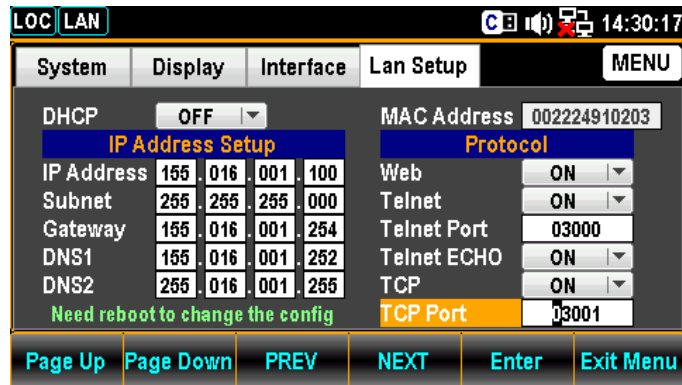 LOC LAN C 14:30:17
System Display Interface Lan Setup MENU
DHCP OFF MAC Address 002224910203
IP Address Setup Protocol
IP Address 155 . 016 . 001 . 100 Web ON
Subnet 255 . 255 . 255 . 000 Telnet ON
Gateway 155 . 016 . 001 . 254 Telnet Port 03000
DNS1 155 . 016 . 001 . 252 Telnet ECHO ON
DNS2 255 . 016 . 001 . 255 TCP ON
Need reboot to change the config TCP Port 03001
Page Up Page Down PREV NEXT Enter Exit Menu